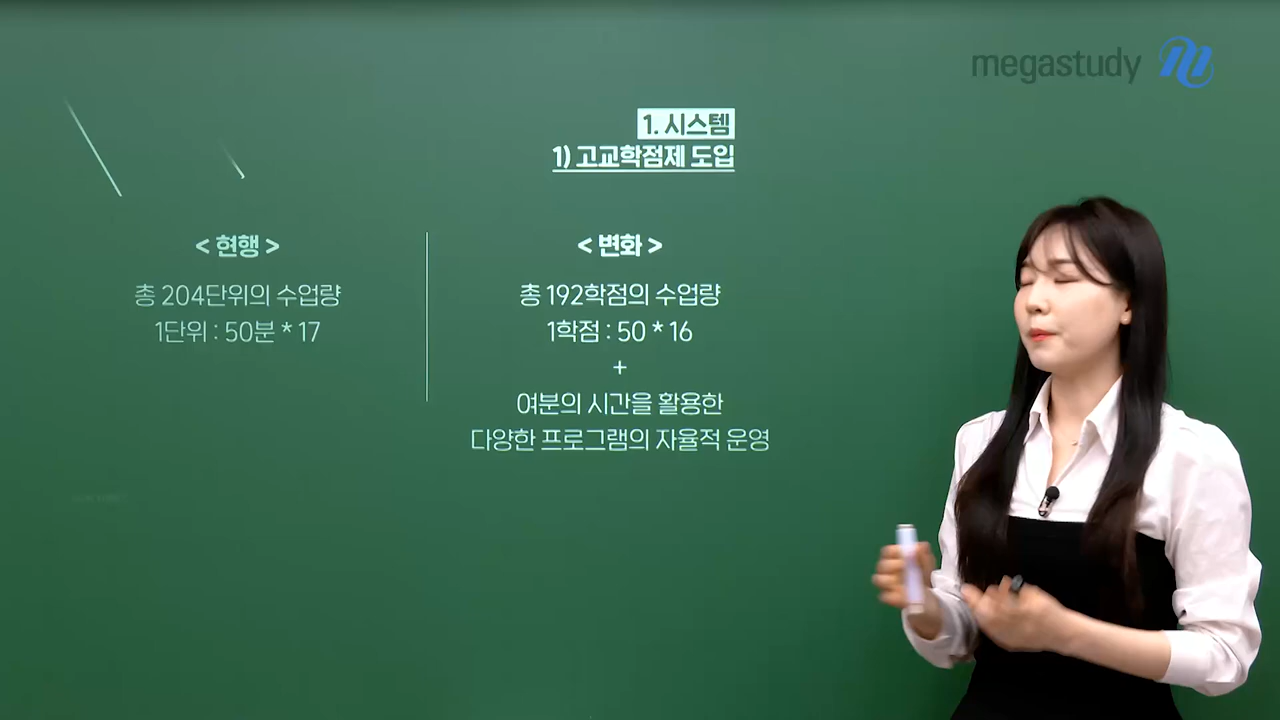 megastudy
1. 시스템
1) 고교학점제 도입
< 현행 >
총 204단위의 수업량
1단위 : 50분 * 17
< 변화 >
총 192학점의 수업량
1학점 : 50 * 16
+
여분의 시간을 활용한
다양한 프로그램의 자율적 운영